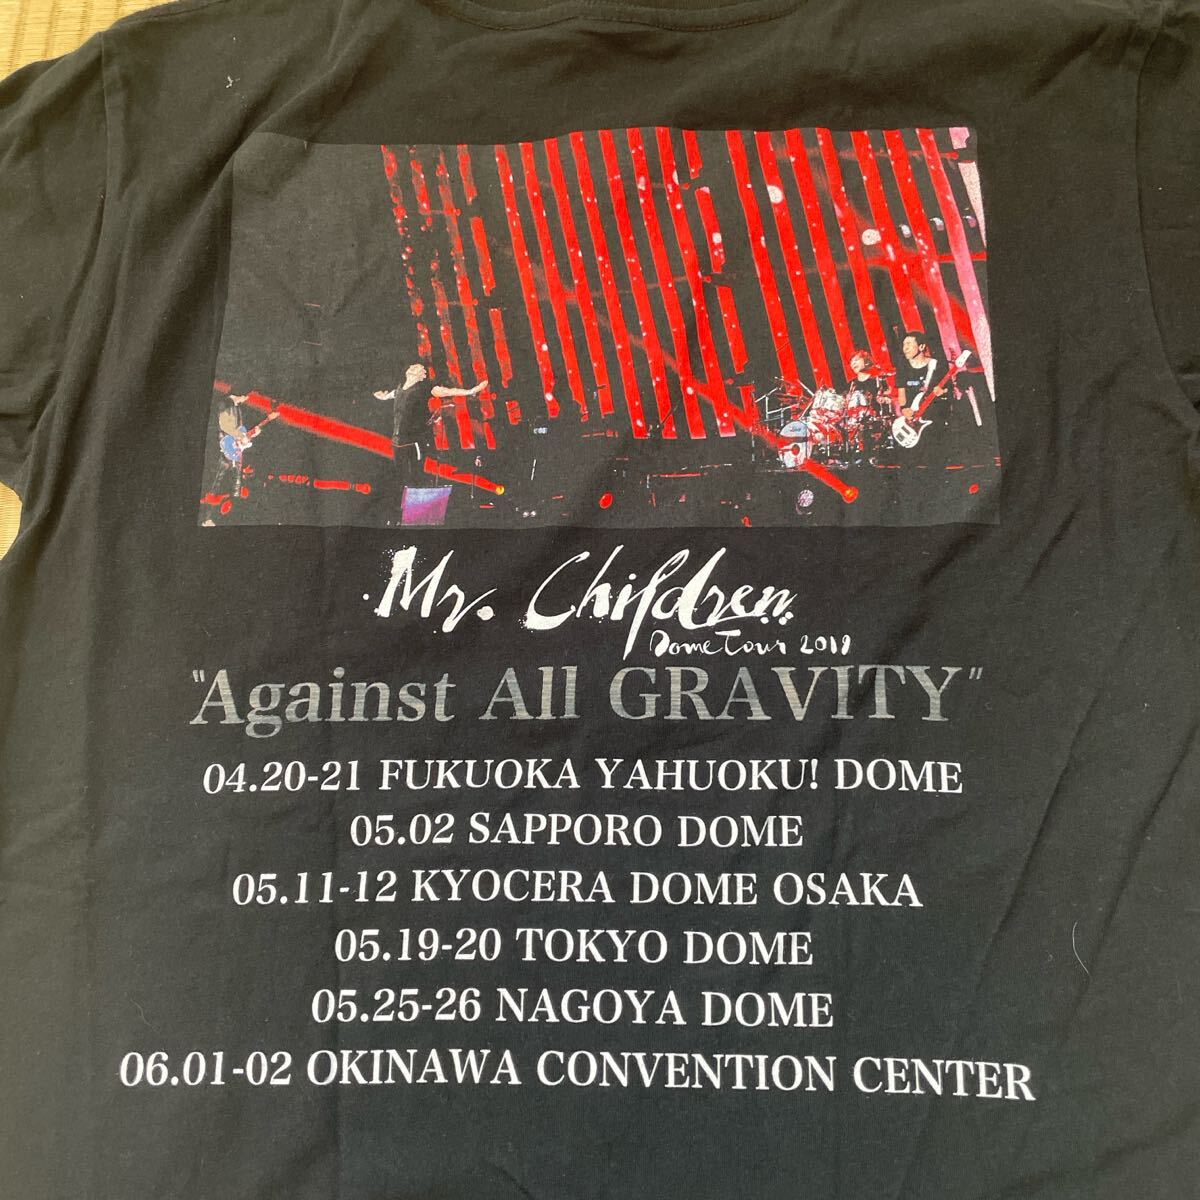 Mr. Children
Dome Tour 2019
"Against All GRAVITY"
04.20-21 FUKUOKA YAHUOKU! DOME
05.02 SAPPORO DOME
05.11-12 KYOCERA DOME OSAKA
05.19-20 TOKYO DOME
05.25-26 NAGOYA DOME
06.01-02 OKINAWA CONVENTION CENTER